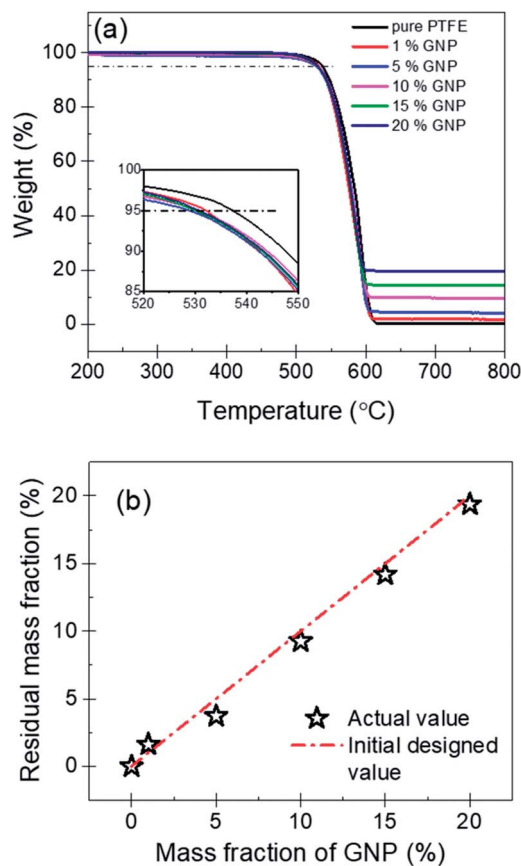 (a)
pure PTFE
1 % GNP
5 % GNP
10 % GNP
15 % GNP
20 % GNP
100
80
60
40
20
0
Weight (%)
100
95
90
85
520 530 540 550
200 300 400 500 600 700 800
Temperature (°C)
(b)
20
15
10
5
0
Residual mass fraction (%)
Actual value
Initial designed
value
0 5 10 15 20
Mass fraction of GNP (%)